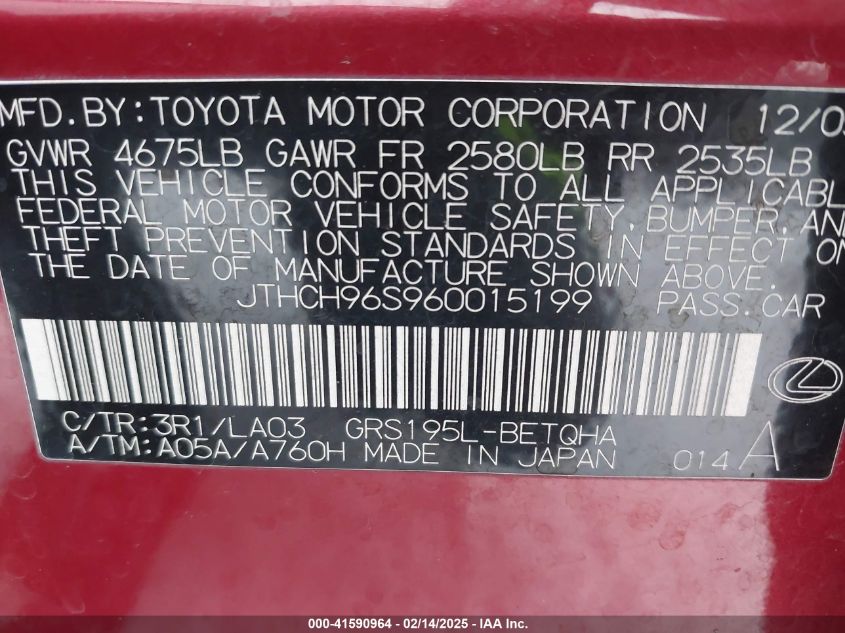 MFD. BY: TOYOTA MOTOR CORPORATION 12/0
GVWR 4675LB GAWR FR 2580LB RR 2535LB
THIS VEHICLE CONFORMS TO ALL APPLICABL
FEDERAL MOTOR VEHICLE SAFETY, BUMPER, AN
THEFT PREVENTION STANDARDS IN EFFECT ON
THE DATE OF MANUFACTURE SHOWN ABOVE.
JTHCH96S960015199 PASS. CAR
C/TR: 3R1/LA03 GRS195L-BETQHA
A/TM: A05A/A760H MADE IN JAPAN 014 A
000-41590964 - 02/14/2025 - IAA Inc.